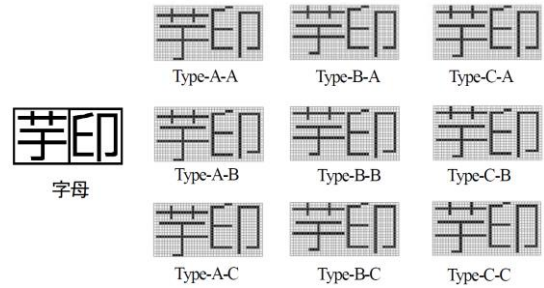 芋印 芋印 芋印
Type-A-A Type-B-A Type-C-A
芋印 芋印 芋印 芋印
Type-A-B Type-B-B Type-C-B
字母
芋印 芋印 芋印
Type-A-C Type-B-C Type-C-C